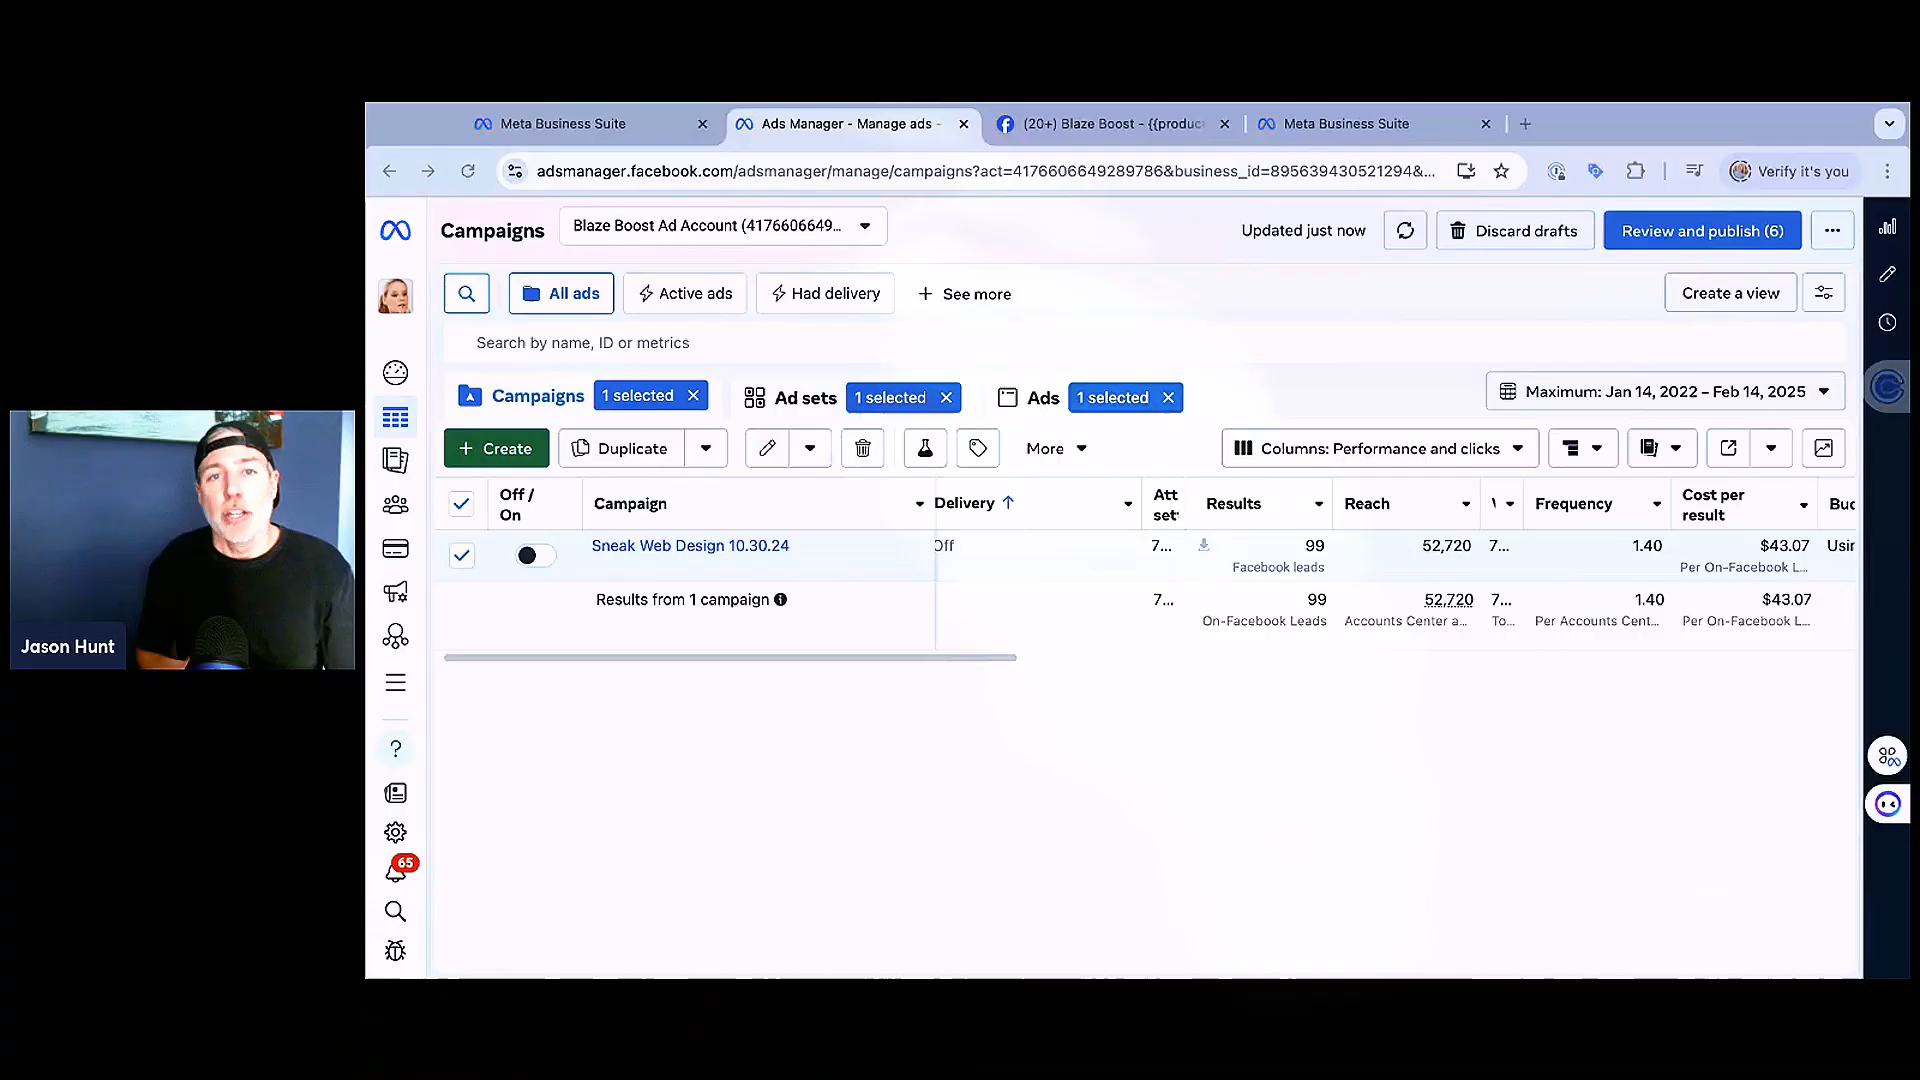 Meta Business Suite
Ads Manager - Manage ads -
(20+) Blaze Boost - {{produc
Meta Business Suite
adsmanager.facebook.com/adsmanager/manage/campaigns?act=4176606649289786&business_id=895639430521294&...
Verify it's you
Campaigns
Blaze Boost Ad Account (4176606649...
Updated just now
Discard drafts
Review and publish (6)
All ads
Active ads
Had delivery
+ See more
Create a view
Search by name, ID or metrics
Campaigns
1 selected
Ad sets
1 selected
Ads
1 selected
Maximum: Jan 14, 2022 – Feb 14, 2025
+ Create
Duplicate
More
Columns: Performance and clicks
Off /
On
Campaign
Delivery ↑
Att
set
Results
Reach
Frequency
Cost per
result
Buc
Sneak Web Design 10.30.24
Off
7...
99
Facebook leads
52,720
7...
1.40
$43.07
Per On-Facebook L...
Usir
Results from 1 campaign
7...
99
On-Facebook Leads
52,720
Accounts Center a...
7...
To...
1.40
Per Accounts Cent...
$43.07
Per On-Facebook L...
Jason Hunt
65